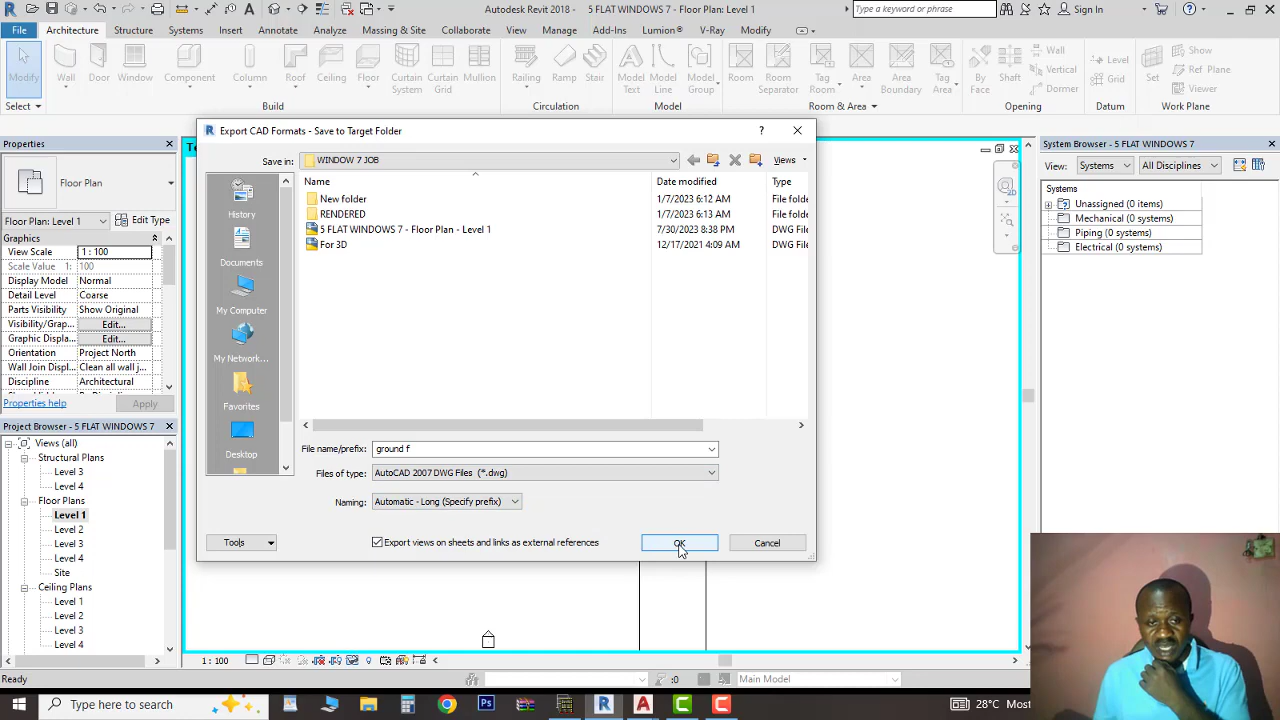 Autodesk Revit 2018 - 5 FLAT WINDOWS 7 - Floor Plan: Level 1
Type a keyword or phrase
Sign In
File Architecture Structure Systems Insert Annotate Analyze Massing & Site Collaborate View Manage Add-Ins Lumion® V-Ray Modify
Modify Wall Door Window Component Column Roof Ceiling Floor Curtain System Curtain Grid Mullion Railing Ramp Stair Model Text Model Line Model Group Room Room Separator Tag Room Area Area Boundary Tag Area By Face Shaft Wall Vertical Dormer Level Grid Set Show Ref Plane Viewer
Select Build Circulation Model Room & Area Opening Datum Work Plane
Properties
Floor Plan
Floor Plan: Level 1 Edit Type
Graphics
View Scale 1 : 100
Scale Value 1: 100
Display Model Normal
Detail Level Coarse
Parts Visibility Show Original
Visibility/Grap... Edit...
Graphic Displa... Edit...
Orientation Project North
Wall Join Displ... Clean all wall j...
Discipline Architectural
Properties help Apply
Project Browser - 5 FLAT WINDOWS 7
Views (all)
Structural Plans
Level 3
Level 4
Floor Plans
Level 1
Level 2
Level 3
Level 4
Site
Ceiling Plans
Level 1
Level 2
Level 3
Level 4
Export CAD Formats - Save to Target Folder
Save in: WINDOW 7 JOB Views
History
Documents
My Computer
My Network...
Favorites
Desktop
Name Date modified Type
New folder 1/7/2023 6:12 AM File folde
RENDERED 1/7/2023 6:13 AM File folde
5 FLAT WINDOWS 7 - Floor Plan - Level 1 7/30/2023 8:38 PM DWG File
For 3D 12/17/2021 4:09 AM DWG File
File name/prefix: ground f
Files of type: AutoCAD 2007 DWG Files (*.dwg)
Naming: Automatic - Long (Specify prefix)
Tools Export views on sheets and links as external references OK Cancel
System Browser - 5 FLAT WINDOWS 7
View: Systems All Disciplines
Systems
Unassigned (0 items)
Mechanical (0 systems)
Piping (0 systems)
Electrical (0 systems)
1 : 100
Ready :0 Main Model
Type here to search 28°C Most